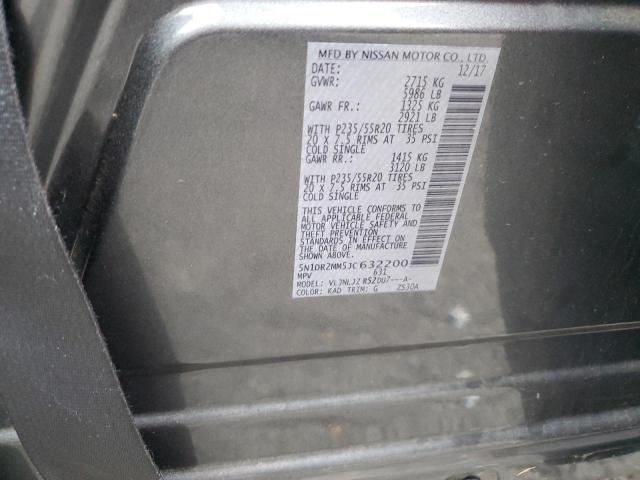 MFD BY NISSAN MOTOR CO., LTD.
DATE: 12/17
GVWR: 2715 KG
5986 LB
GAWR FR.: 1325 KG
2921 LB
WITH P235/55R20 TIRES
20 X 7.5 RIMS AT 35 PSI
COLD SINGLE
GAWR RR.: 1415 KG
3120 LB
WITH P235/55R20 TIRES
20 X 7.5 RIMS AT 35 PSI
COLD SINGLE
THIS VEHICLE CONFORMS TO
ALL APPLICABLE FEDERAL
MOTOR VEHICLE SAFETY AND
THEFT PREVENTION
STANDARDS IN EFFECT ON
THE DATE OF MANUFACTURE
SHOWN ABOVE.
5N1DR2MM5JC632200
MPV 631
MODEL: VLJNLJZ R52DU7---A-
COLOR: KAD TRIM: G 2530A